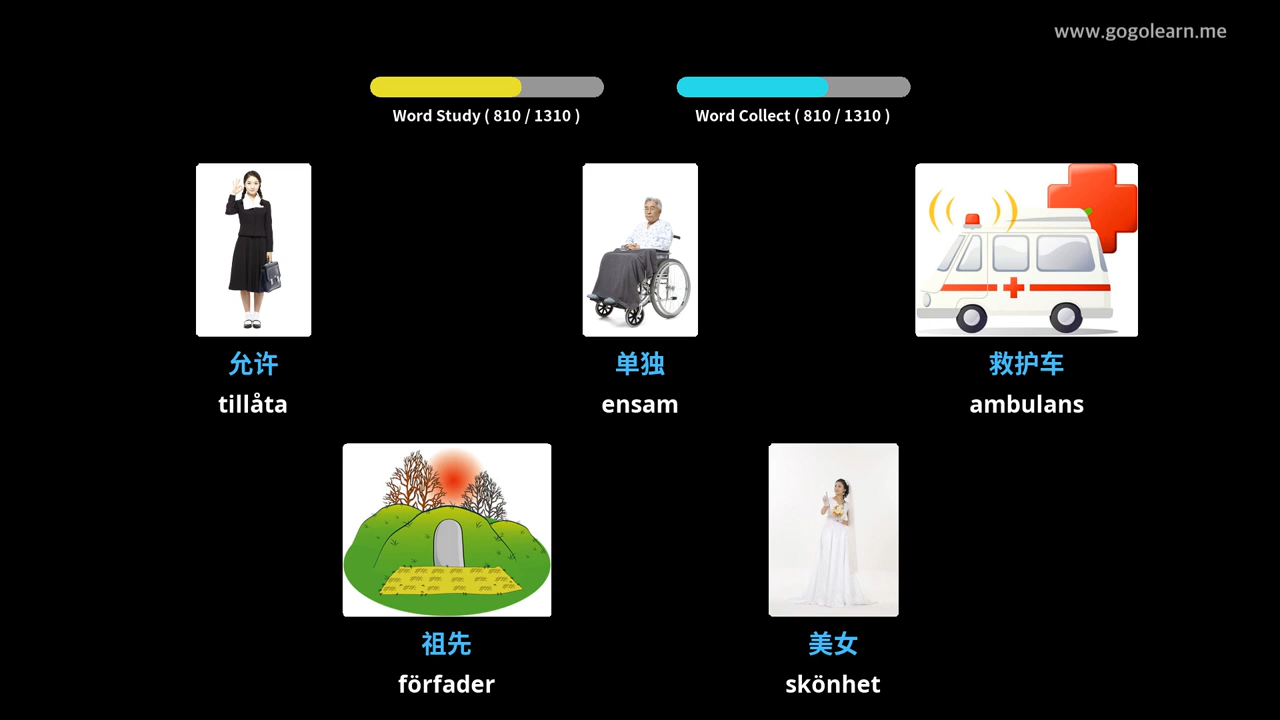 www.gogolearn.me
Word Study ( 810 / 1310 )
Word Collect ( 810 / 1310 )
允许
tillåta
单独
ensam
救护车
ambulans
祖先
förfader
美女
skönhet